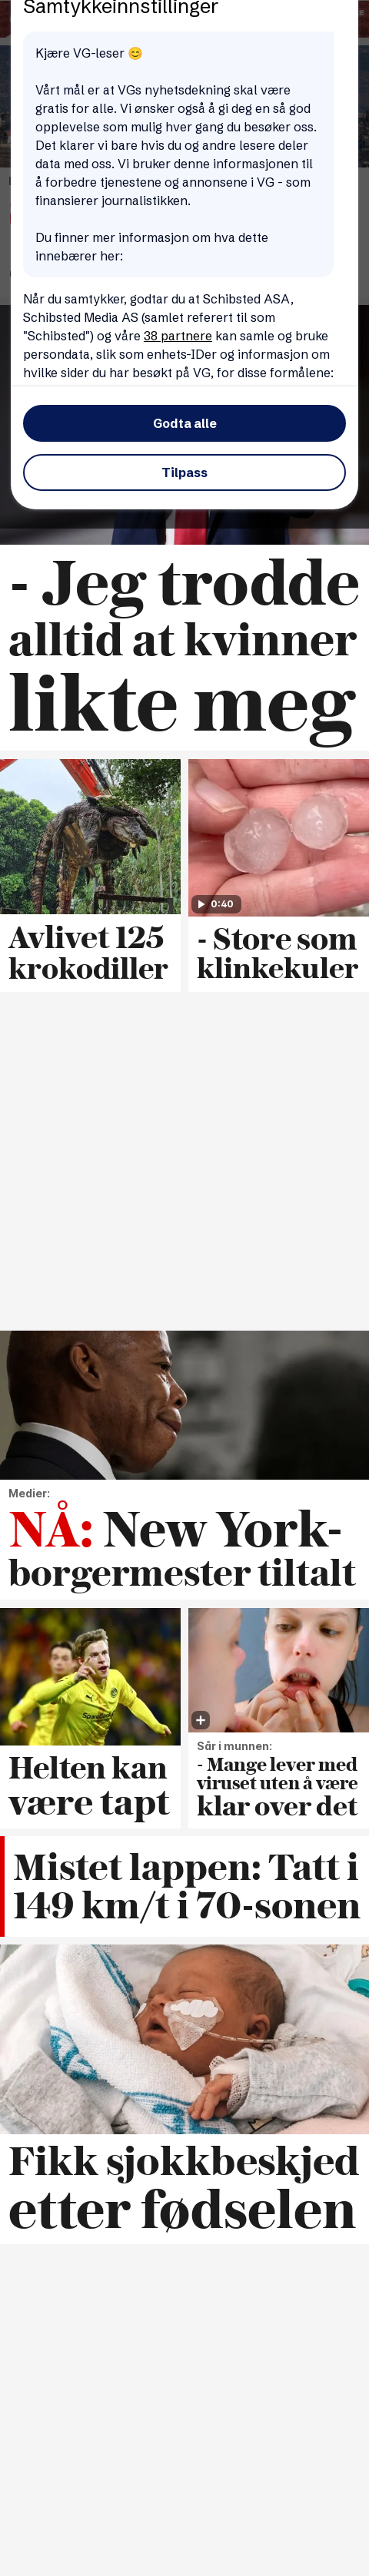 Samtykkeinnstillinger
Kjære VG-leser 😊
Vårt mål er at VGs nyhetsdekning skal være
gratis for alle. Vi ønsker også å gi deg en så god
opplevelse som mulig hver gang du besøker oss.
Det klarer vi bare hvis du og andre lesere deler
data med oss. Vi bruker denne informasjonen til
å forbedre tjenestene og annonsene i VG - som
finansierer journalistikken.
Du finner mer informasjon om hva dette
innebærer her:
Når du samtykker, godtar du at Schibsted ASA,
Schibsted Media AS (samlet referert til som
"Schibsted") og våre 38 partnere kan samle og bruke
persondata, slik som enhets-IDer og informasjon om
hvilke sider du har besøkt på VG, for disse formålene:
Godta alle
Tilpass
- Jeg trodde
alltid at kvinner
likte meg
0:40
Avlivet 125
krokodiller
- Store som
klinkekuler
Medier:
NÅ: New York-
borgermester tiltalt
Helten kan
være tapt
Sår i munnen:
- Mange lever med
viruset uten å være
klar over det
Mistet lappen: Tatt i
149 km/t i 70-sonen
Fikk sjokkbeskjed
etter fødselen